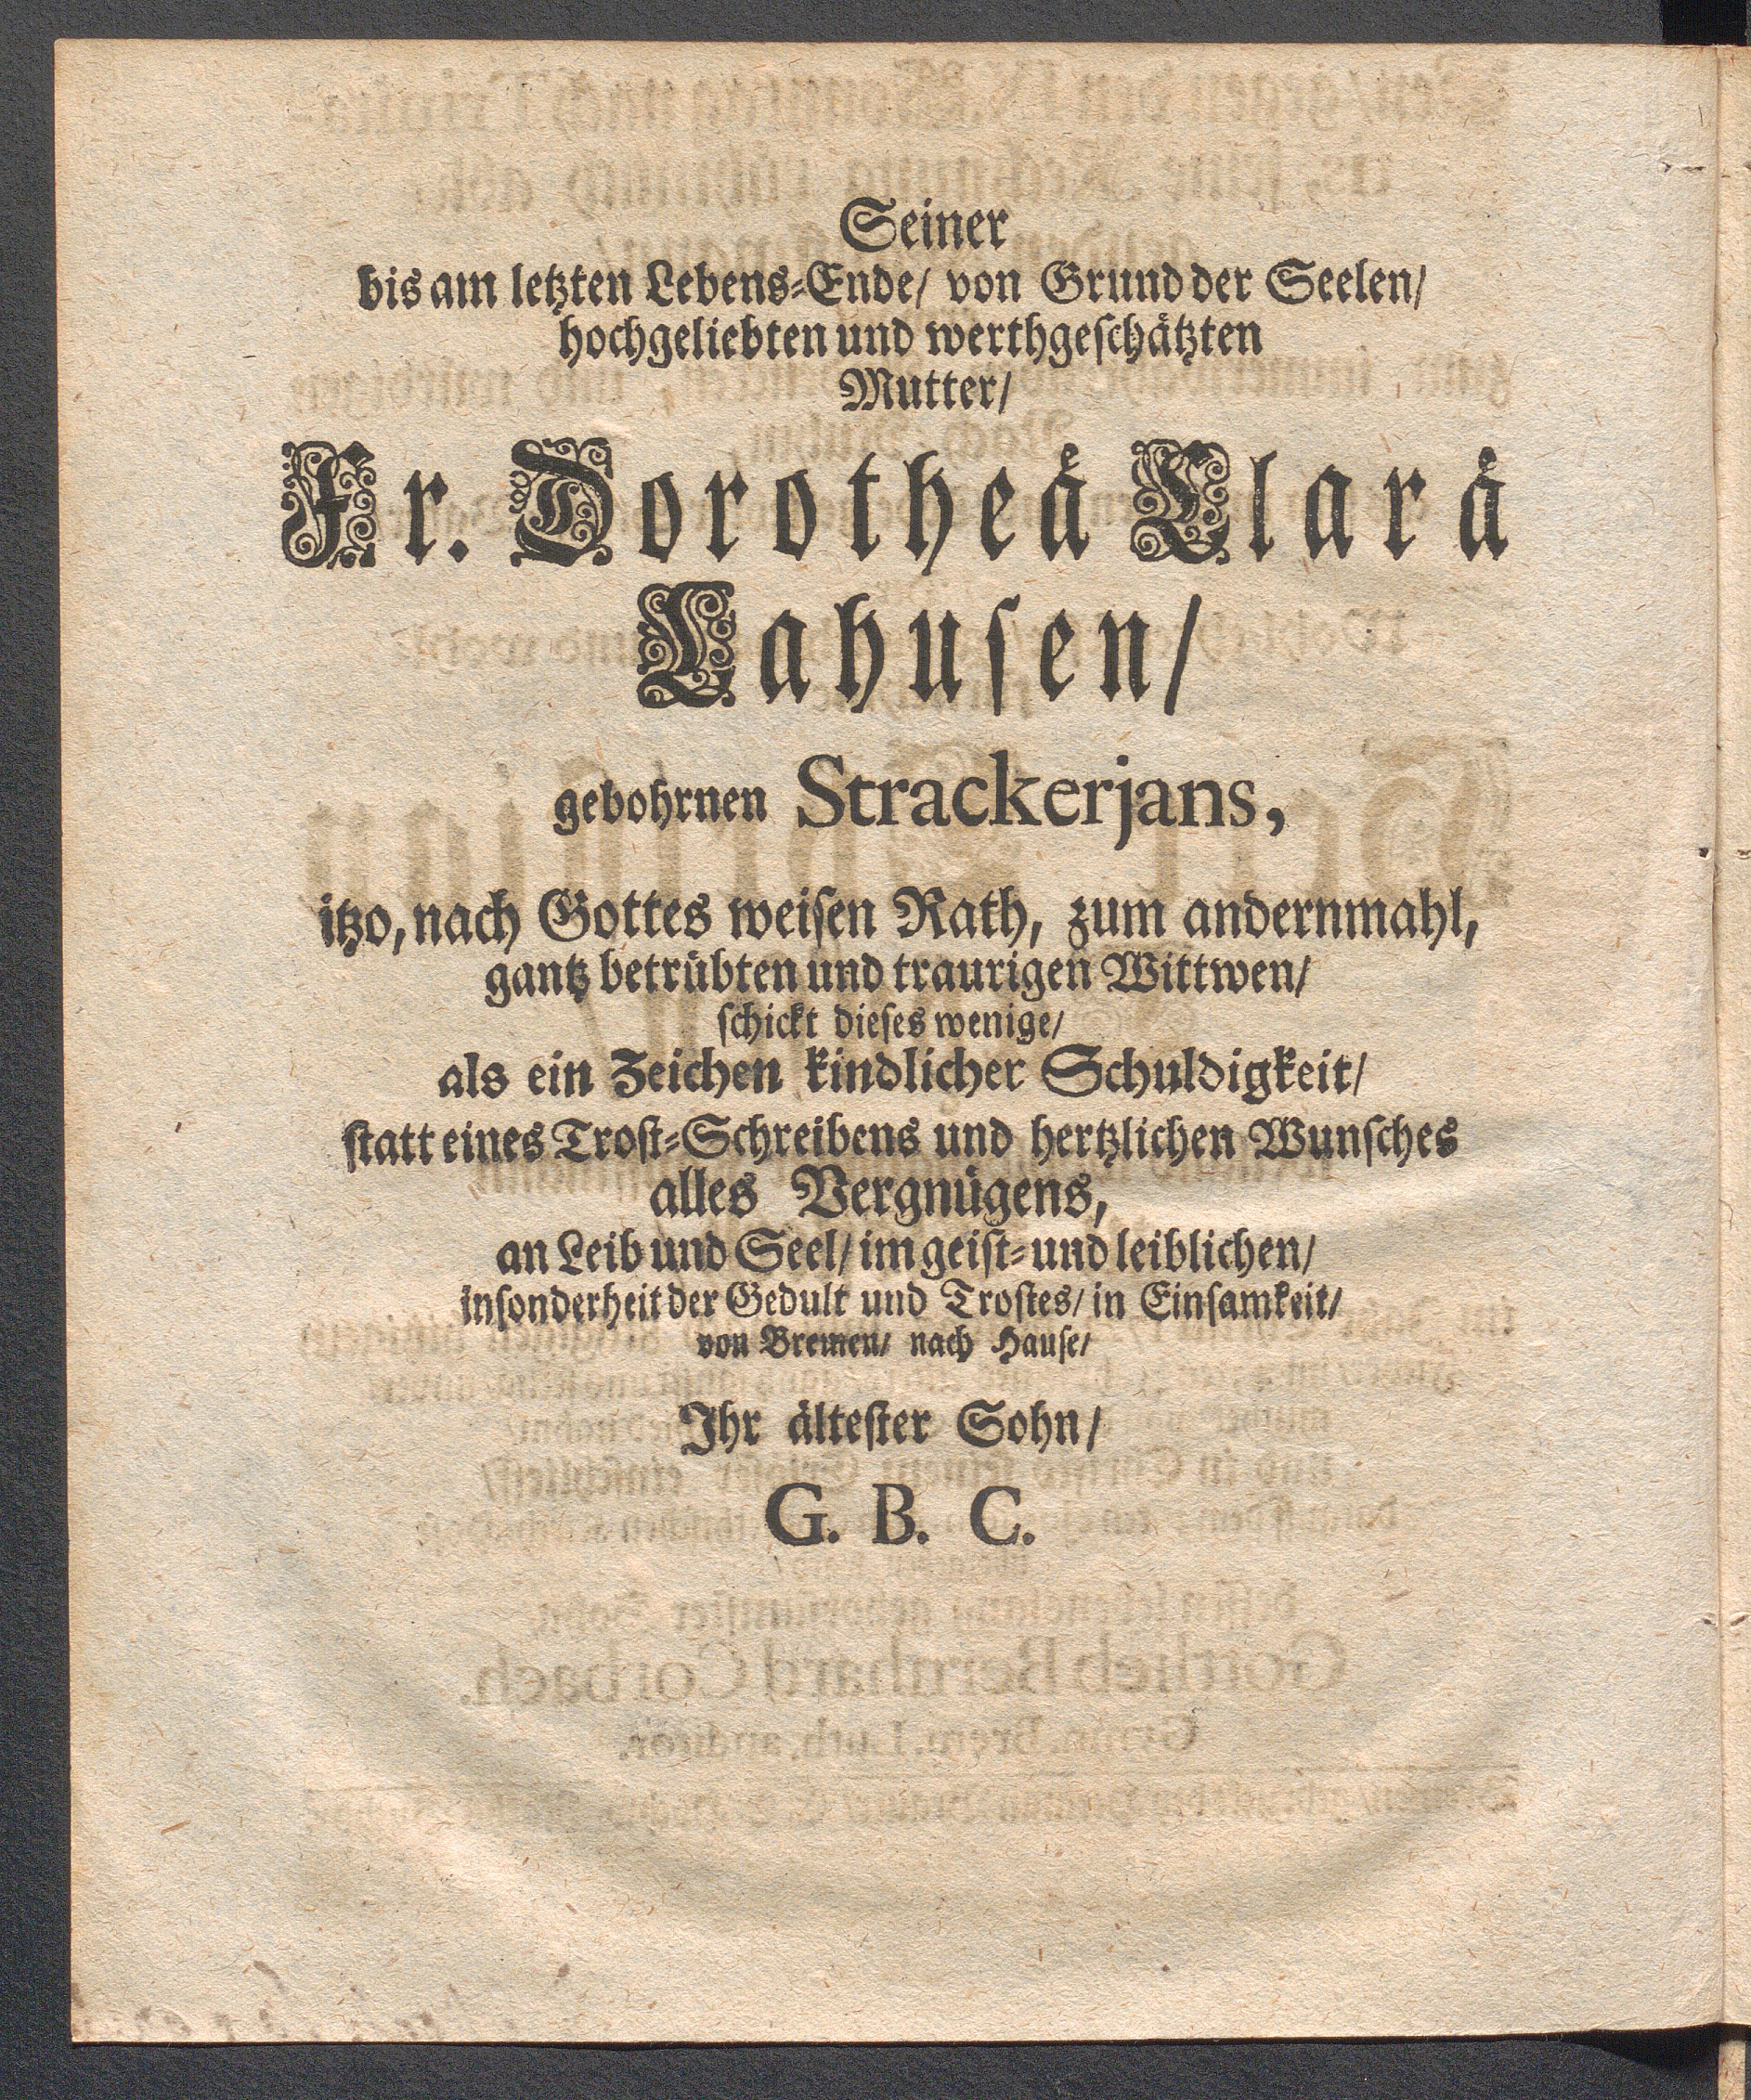 Seiner
bis am letzten Lebens-Ende/ von Grund der Seelen/
hochgeliebten und werthgeschätzten
Mutter/
Fr. Dorotheä Clarä
Cahusen/
gebohrnen Strackerjans,
itzo, nach Gottes weisen Rath, zum andernmahl,
gantz betrübten und traurigen Wittwen/
schickt dieses wenige/
als ein Zeichen kindlicher Schuldigkeit/
statt eines Trost-Schreibens und hertzlichen Wunsches
alles Vergnügens,
an Leib und Seel/ im geist- und leiblichen/
insonderheit der Gedult und Trostes/ in Einsamkeit/
von Bremen/ nach Hause/
Ihr ältester Sohn/
G. B. C.